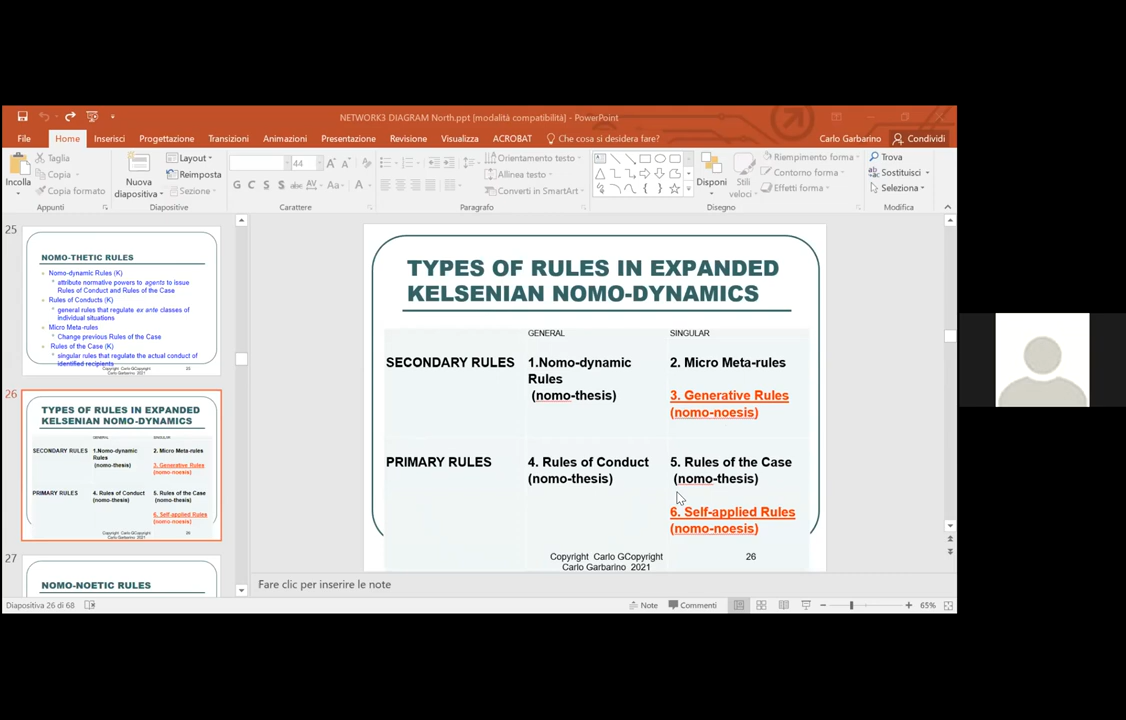 NETWORK3 DIAGRAM North.ppt [modalità compatibilità] - PowerPoint
File Home Inserisci Progettazione Transizioni Animazioni Presentazione Revisione Visualizza ACROBAT Che cosa si desidera fare? Carlo Garbarino Condividi
Incolla
Taglia
Copia
Copia formato
Appunti
Nuova
diapositiva
Layout
Reimposta
Sezione
Diapositive
44
G C S S abc AV Aa A
Carattere
Orientamento testo
Allinea testo
Converti in SmartArt
Paragrafo
Disponi
Stili
veloci
Riempimento forma
Contorno forma
Effetti forma
Disegno
Trova
Sostituisci
Seleziona
Modifica
25
NOMO-THETIC RULES
Nomo-dynamic Rules (K)
attribute normative powers to agents to issue
Rules of Conduct and Rules of the Case
Rules of Conducts (K)
general rules that regulate ex ante classes of
individual situations
Micro Meta-rules
Change previous Rules of the Case
Rules of the Case (K)
singular rules that regulate the actual conduct of
identified recipients
Copyright Carlo GCopyright
Carlo Garbarino 2021
26
TYPES OF RULES IN EXPANDED
KELSENIAN NOMO-DYNAMICS
GENERAL SINGULAR
SECONDARY RULES 1.Nomo-dynamic 2. Micro Meta-rules
Rules
(nomo-thesis) 3. Generative Rules
(nomo-noesis)
PRIMARY RULES 4. Rules of Conduct 5. Rules of the Case
(nomo-thesis) (nomo-thesis)
6. Self-applied Rules
(nomo-noesis)
Copyright Carlo GCopyright
Carlo Garbarino 2021
26
27
NOMO-NOETIC RULES
TYPES OF RULES IN EXPANDED
KELSENIAN NOMO-DYNAMICS
GENERAL SINGULAR
SECONDARY RULES 1.Nomo-dynamic 2. Micro Meta-rules
Rules
(nomo-thesis) 3. Generative Rules
(nomo-noesis)
PRIMARY RULES 4. Rules of Conduct 5. Rules of the Case
(nomo-thesis) (nomo-thesis)
6. Self-applied Rules
(nomo-noesis)
Copyright Carlo GCopyright 26
Carlo Garbarino 2021
Fare clic per inserire le note
Diapositiva 26 di 68 Note Commenti 65%